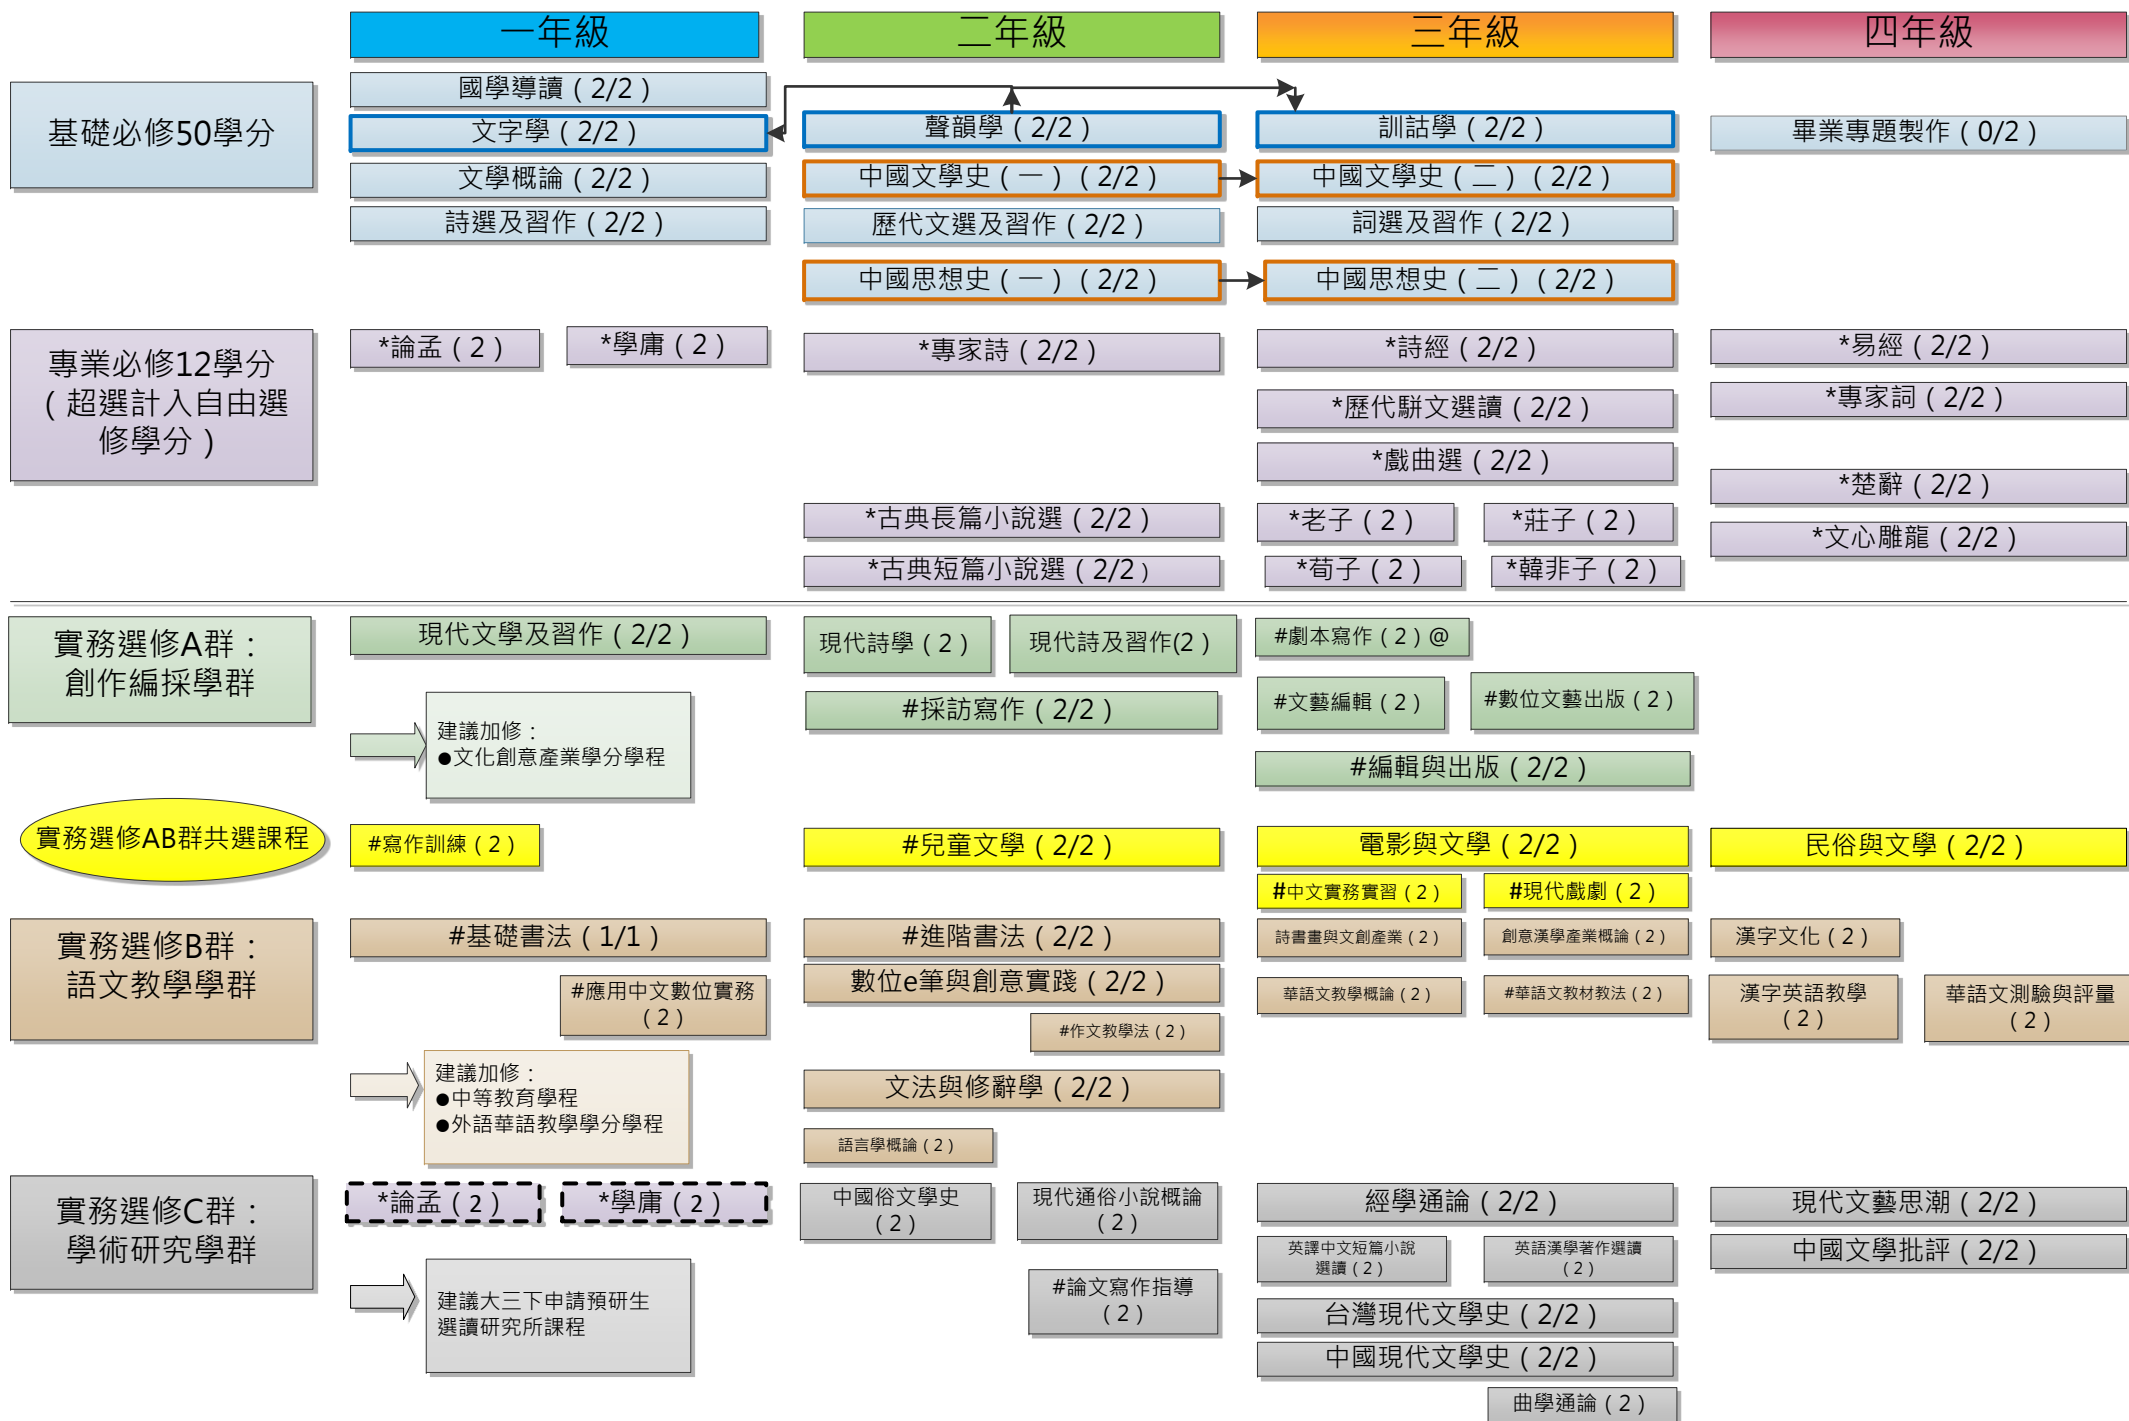 一年級
二年級
三年級
四年級
基礎必修50學分
國學導讀（2/2）
文字學（2/2）
聲韻學（2/2）
訓詁學（2/2）
畢業專題製作（0/2）
文學概論（2/2）
中國文學史（一）（2/2）
中國文學史（二）（2/2）
詩選及習作（2/2）
歷代文選及習作（2/2）
詞選及習作（2/2）
中國思想史（一）（2/2）
中國思想史（二）（2/2）
專業必修12學分
（超選計入自由選
修學分）
*論孟（2）
*學庸（2）
*專家詩（2/2）
*詩經（2/2）
*易經（2/2）
*歷代駢文選讀（2/2）
*專家詞（2/2）
*戲曲選（2/2）
*楚辭（2/2）
*古典長篇小說選（2/2）
*老子（2）
*莊子（2）
*文心雕龍（2/2）
*古典短篇小說選（2/2）
*荀子（2）
*韓非子（2）
實務選修A群：
創作編採學群
現代文學及習作（2/2）
現代詩學（2）
現代詩及習作(2）
#劇本寫作（2）@
#採訪寫作（2/2）
#文藝編輯（2）
#數位文藝出版（2）
建議加修：
●文化創意產業學分學程
#編輯與出版（2/2）
實務選修AB群共選課程
#寫作訓練（2）
#兒童文學（2/2）
電影與文學（2/2）
民俗與文學（2/2）
#中文實務實習（2）
#現代戲劇（2）
實務選修B群：
語文教學學群
#基礎書法（1/1）
#進階書法（2/2）
詩書畫與文創產業（2）
創意漢學產業概論（2）
漢字文化（2）
#應用中文數位實務
（2）
數位e筆與創意實踐（2/2）
華語文教學概論（2）
#華語文教材教法（2）
漢字英語教學
（2）
華語文測驗與評量
（2）
#作文教學法（2）
建議加修：
●中等教育學程
●外語華語教學學分學程
文法與修辭學（2/2）
語言學概論（2）
實務選修C群：
學術研究學群
*論孟（2）
*學庸（2）
中國俗文學史
（2）
現代通俗小說概論
（2）
經學通論（2/2）
現代文藝思潮（2/2）
英譯中文短篇小說
選讀（2）
英語漢學著作選讀
（2）
中國文學批評（2/2）
建議大三下申請預研生
選讀研究所課程
#論文寫作指導
（2）
台灣現代文學史（2/2）
中國現代文學史（2/2）
曲學通論（2）